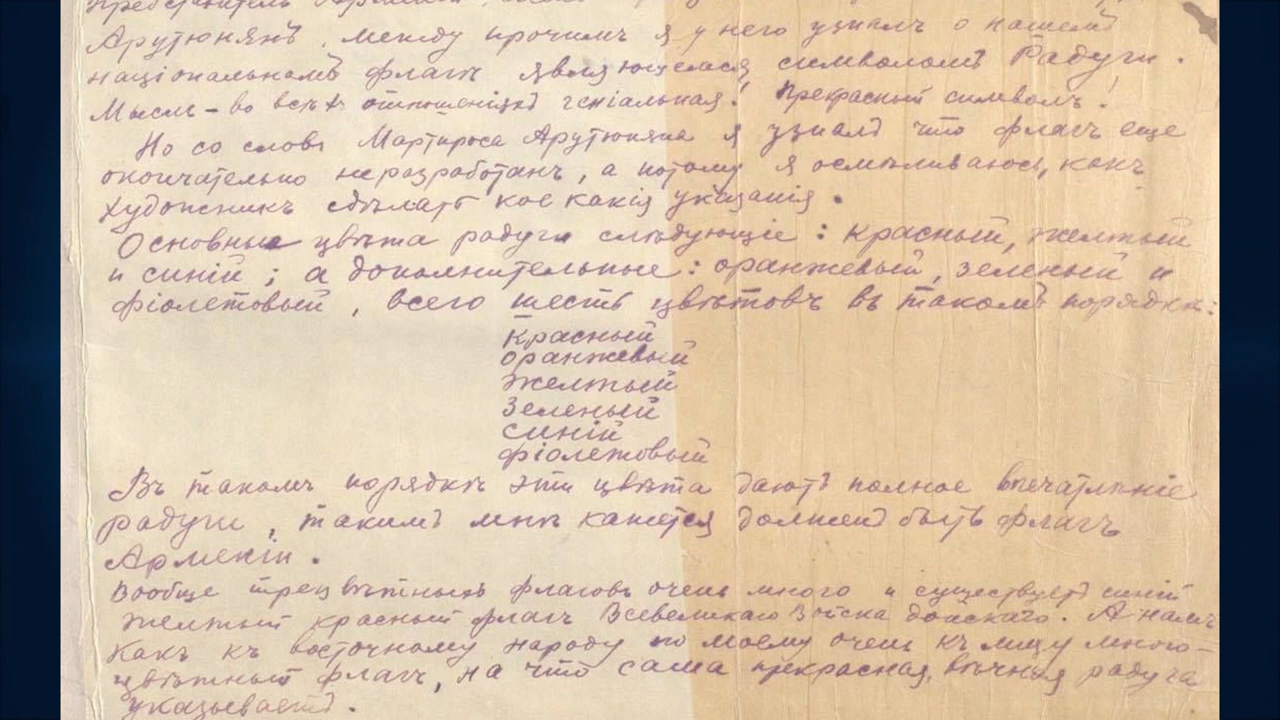 Представитель Армении
Арутюнянъ, между прочимъ я у него узналъ о нашемъ
національномъ флагѣ являющемся символомъ Радуги.
Мысль – во всѣхъ отношеніяхъ геніальная! Прекрасный символъ!
Но со словъ Мартироса Арутюняна я узналъ что флагъ еще
окончательно неразработанъ, а потому я осмѣливаюсь, какъ
художникъ сдѣлать кое какія указанія.
Основные цвѣта радуги слѣдующіе: красный, желтый
и синій; а дополнительные: оранжевый, зеленый и
фіолетовый, всего шесть цвѣтовъ въ такомъ порядкѣ:
Красный
оранжевый
Желтый
Зеленый
Синій
фіолетовый
Въ такомъ порядкѣ эти цвѣта даютъ полное впечатлѣніе
радуги, такимъ мнѣ кажется долженъ быть флагъ
Арменіи.
Вообще трехцвѣтныхъ флаговъ очень много и существуетъ синій
желтый красный флагъ Всевеликаго Войска донскаго. А намъ
какъ къ восточному народу по моему очень къ лицу много-
цвѣтный флагъ, на что сама прекрасная, вѣчная радуга
указываетъ.